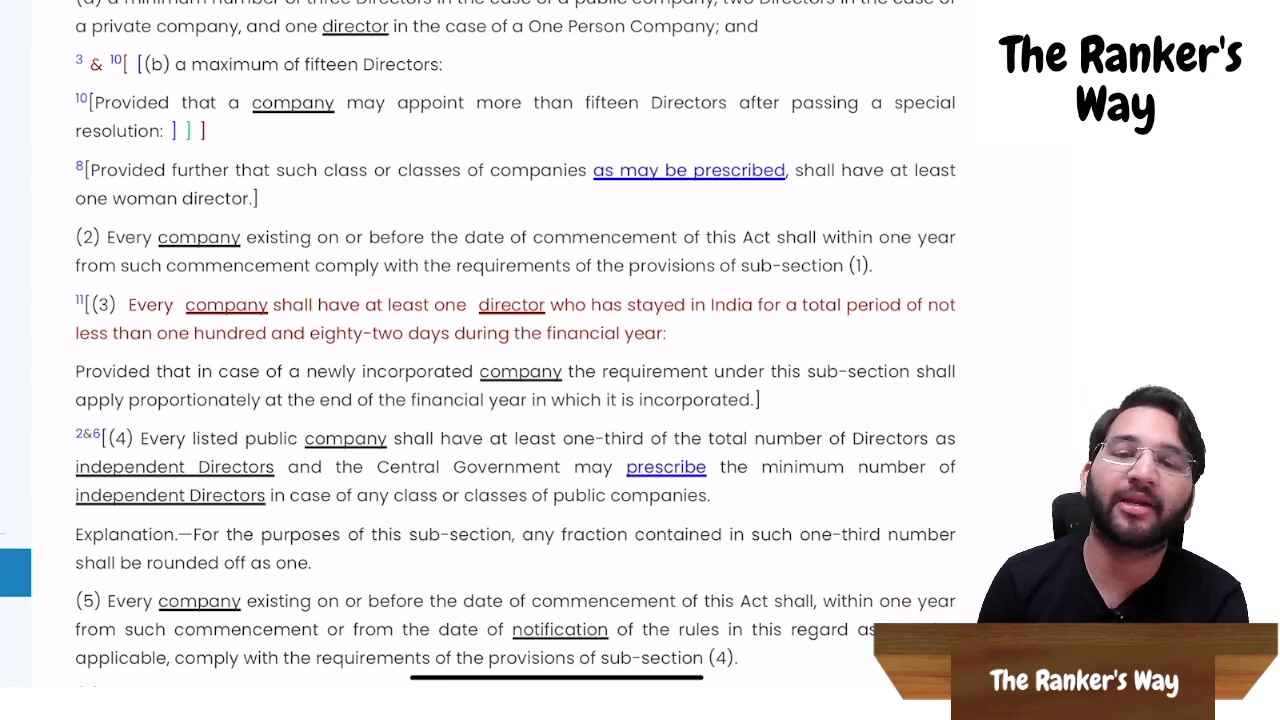 (a) a minimum number of three Directors in the case of a public company, two Directors in the case of
a private company, and one director in the case of a One Person Company; and
3 & 10[ [(b) a maximum of fifteen Directors:
10[Provided that a company may appoint more than fifteen Directors after passing a special
resolution: ] ] ]
8[Provided further that such class or classes of companies as may be prescribed, shall have at least
one woman director.]
(2) Every company existing on or before the date of commencement of this Act shall within one year
from such commencement comply with the requirements of the provisions of sub-section (1).
11[(3) Every company shall have at least one director who has stayed in India for a total period of not
less than one hundred and eighty-two days during the financial year:
Provided that in case of a newly incorporated company the requirement under this sub-section shall
apply proportionately at the end of the financial year in which it is incorporated.]
2&6[(4) Every listed public company shall have at least one-third of the total number of Directors as
independent Directors and the Central Government may prescribe the minimum number of
independent Directors in case of any class or classes of public companies.
Explanation.—For the purposes of this sub-section, any fraction contained in such one-third number
shall be rounded off as one.
(5) Every company existing on or before the date of commencement of this Act shall, within one year
from such commencement or from the date of notification of the rules in this regard as
applicable, comply with the requirements of the provisions of sub-section (4).
The Ranker's
Way
The Ranker's Way